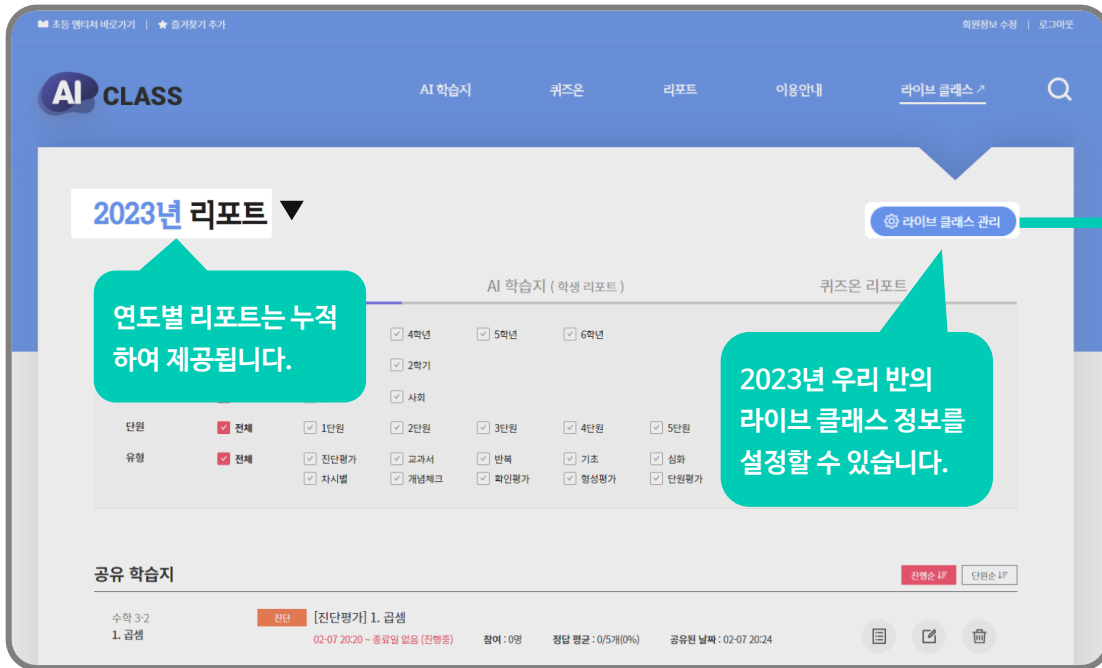 초등 엠티처 바로가기 | ★ 즐겨찾기 추가
회원정보 수정 | 로그아웃
AI CLASS
AI 학습지 퀴즈온 리포트 이용안내 라이브 클래스 ↗
2023년 리포트 ▼
라이브 클래스 관리
AI 학습지 ( 학생 리포트 ) 퀴즈온 리포트
연도별 리포트는 누적
하여 제공됩니다.
4학년 5학년 6학년
2학기
사회
2023년 우리 반의
라이브 클래스 정보를
설정할 수 있습니다.
단원 전체 1단원 2단원 3단원 4단원 5단원
유형 전체 진단평가 교과서 반복 기초 심화
차시별 개념체크 확인평가 형성평가 단원평가
공유 학습지
진행순 단원순
수학 3-2 진단 [진단평가] 1. 곱셈
1. 곱셈 02-07 20:20 ~ 종료일 없음 (진행중) 참여 : 0명 정답 평균 : 0/5개(0%) 공유된 날짜 : 02-07 20:24